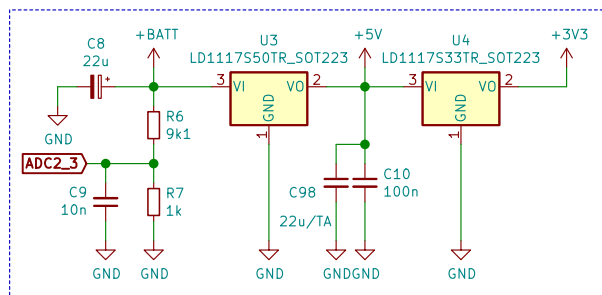 C8
22u
+BATT
U3
LD1117S50TR_SOT223
+5V
U4
LD1117S33TR_SOT223
+3V3
3
VI
VO
2
GND
1
3
VI
VO
2
GND
1
GND
R6
9k1
ADC2_3
C9
10n
R7
1k
C98
22u/TA
C10
100n
GND
GND
GND
GND
GND
GND